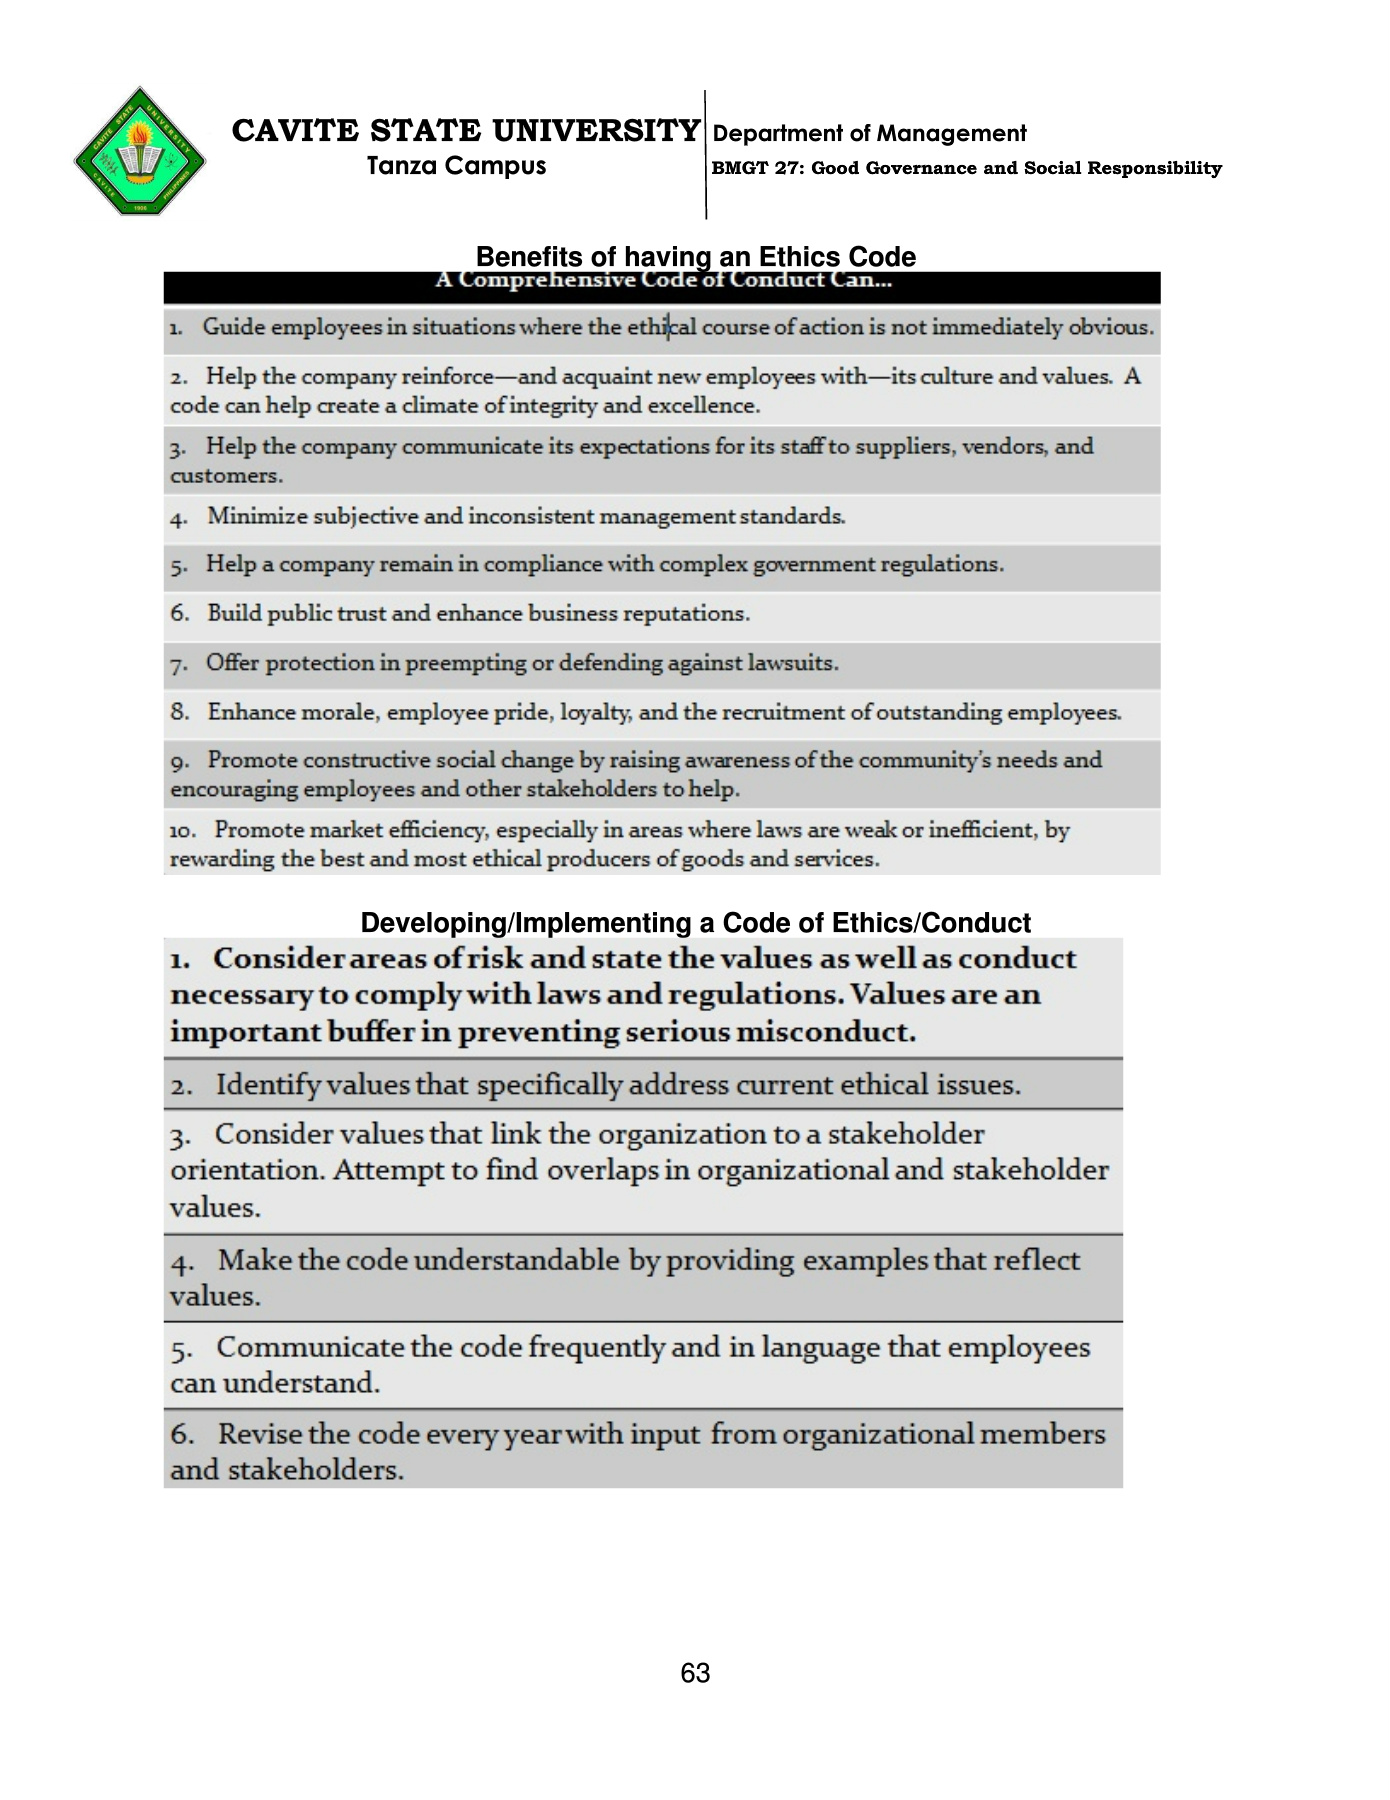 CAVITE STATE UNIVERSITY
Tanza Campus
Department of Management
BMGT 27: Good Governance and Social Responsibility
CAVITE STATE UNIVERSITY
CAVITE
PHILIPPINES
1906
Benefits of having an Ethics Code
A Comprehensive Code of Conduct Can...
1. Guide employees in situations where the ethical course of action is not immediately obvious.
2. Help the company reinforce—and acquaint new employees with—its culture and values. A
code can help create a climate of integrity and excellence.
3. Help the company communicate its expectations for its staff to suppliers, vendors, and
customers.
4. Minimize subjective and inconsistent management standards.
5. Help a company remain in compliance with complex government regulations.
6. Build public trust and enhance business reputations.
7. Offer protection in preempting or defending against lawsuits.
8. Enhance morale, employee pride, loyalty, and the recruitment of outstanding employees.
9. Promote constructive social change by raising awareness of the community's needs and
encouraging employees and other stakeholders to help.
10. Promote market efficiency, especially in areas where laws are weak or inefficient, by
rewarding the best and most ethical producers of goods and services.
Developing/Implementing a Code of Ethics/Conduct
1. Consider areas of risk and state the values as well as conduct
necessary to comply with laws and regulations. Values are an
important buffer in preventing serious misconduct.
2. Identify values that specifically address current ethical issues.
3. Consider values that link the organization to a stakeholder
orientation. Attempt to find overlaps in organizational and stakeholder
values.
4. Make the code understandable by providing examples that reflect
values.
5. Communicate the code frequently and in language that employees
can understand.
6. Revise the code every year with input from organizational members
and stakeholders.
63